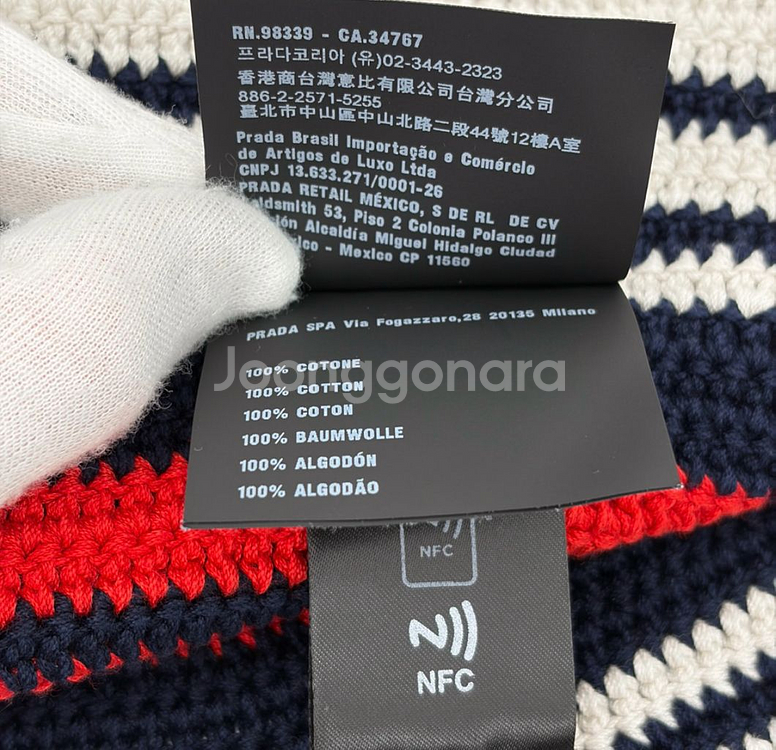 RN.98339 - CA.34767
프라다코리아 (유)02-3443-2323
香港商台灣憙比有限公司台灣分公司
886-2-2571-5255
臺北市中山區中山北路二段44號12樓A室
Prada Brasil Importação e Comércio
de Artigos de Luxo Ltda
CNPJ 13.633.271/0001-26
PRADA RETAIL MÉXICO, S DE RL DE CV
53, Piso 2 Colonia Polanco III
Alcaldía Miguel Hidalgo Ciudad
- Mexico CP 11560
PRADA SPA Via Fogazzaro,28 20135 Milano
100% COTONE
Joonggonara
100% COTTON
100% COTON
100% BAUMWOLLE
100% ALGODÓN
100% ALGODÃO
NFC
NFC